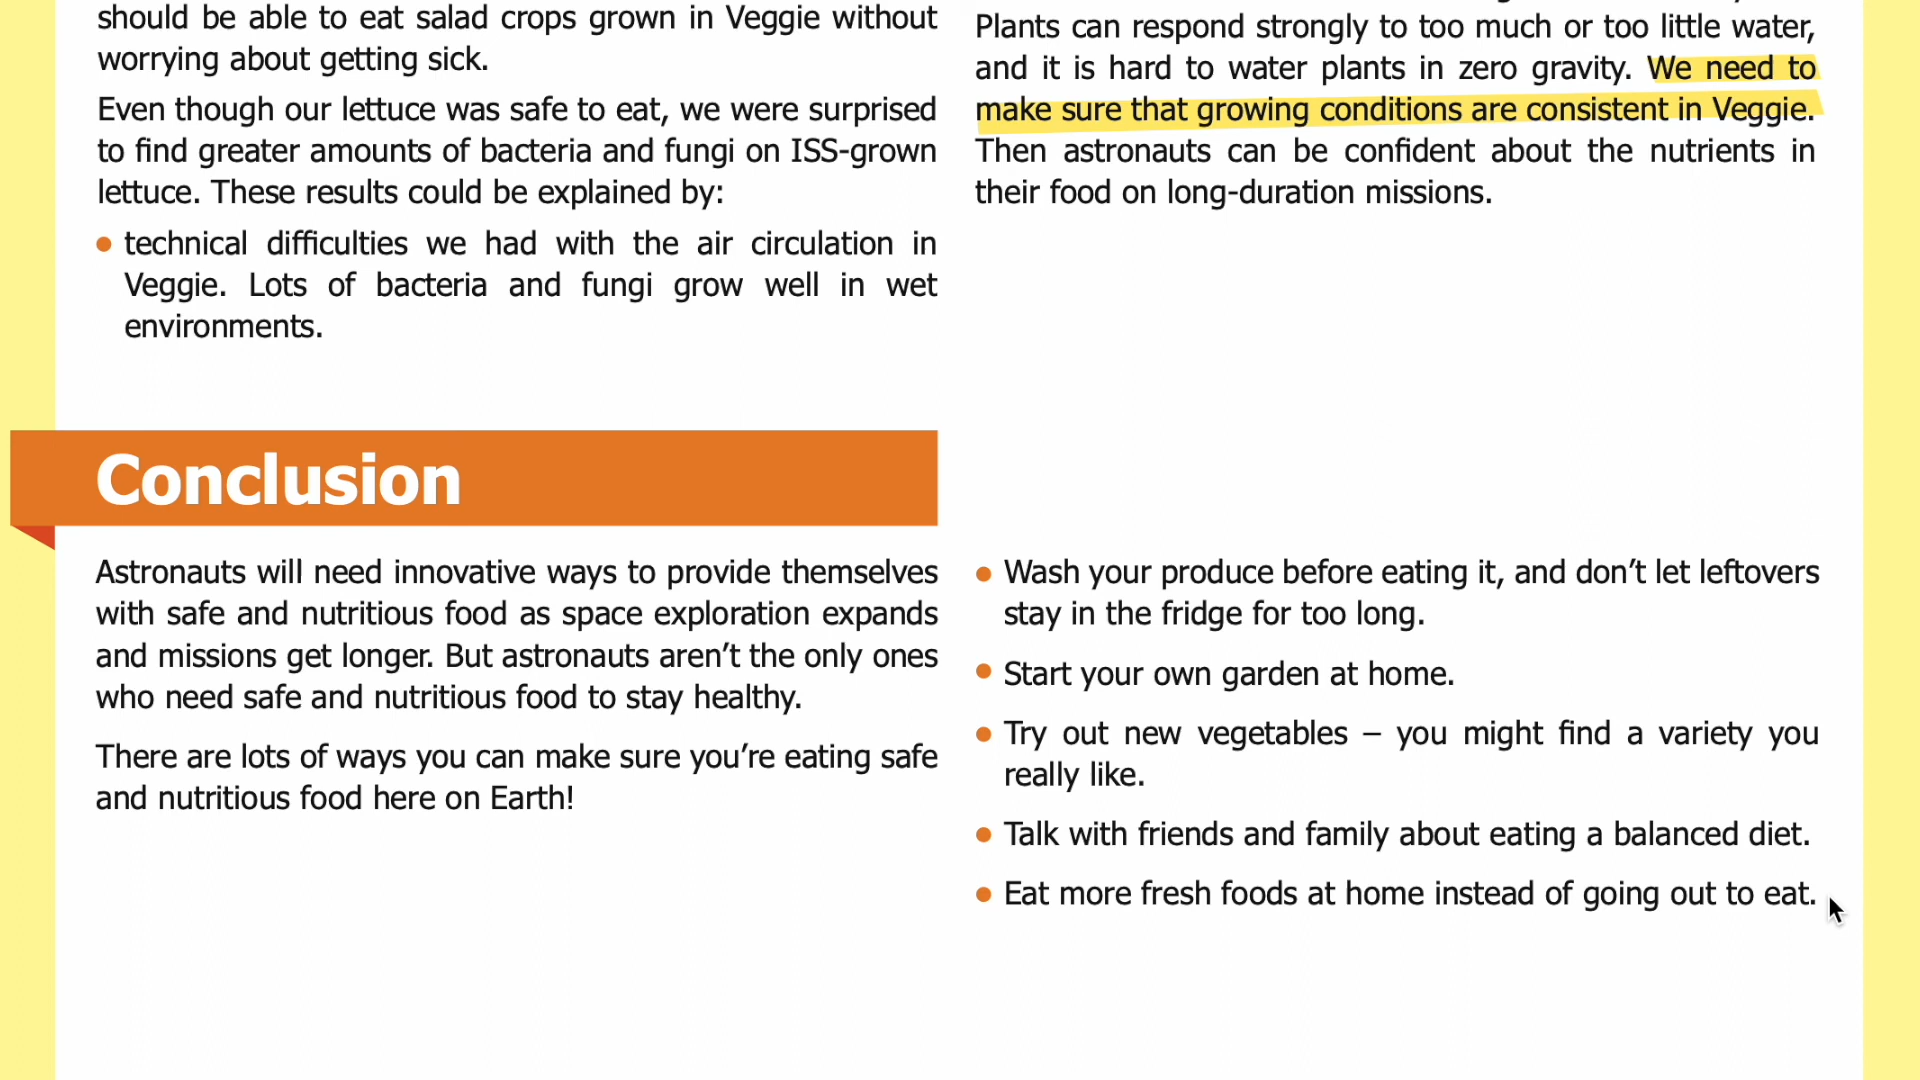 should be able to eat salad crops grown in Veggie without
worrying about getting sick.
Even though our lettuce was safe to eat, we were surprised
to find greater amounts of bacteria and fungi on ISS-grown
lettuce. These results could be explained by:
technical difficulties we had with the air circulation in
Veggie. Lots of bacteria and fungi grow well in wet
environments.
Plants can respond strongly to too much or too little water,
and it is hard to water plants in zero gravity. We need to
make sure that growing conditions are consistent in Veggie.
Then astronauts can be confident about the nutrients in
their food on long-duration missions.
Conclusion
Astronauts will need innovative ways to provide themselves
with safe and nutritious food as space exploration expands
and missions get longer. But astronauts aren’t the only ones
who need safe and nutritious food to stay healthy.
There are lots of ways you can make sure you’re eating safe
and nutritious food here on Earth!
• Wash your produce before eating it, and don’t let leftovers
stay in the fridge for too long.
• Start your own garden at home.
• Try out new vegetables – you might find a variety you
really like.
• Talk with friends and family about eating a balanced diet.
• Eat more fresh foods at home instead of going out to eat.